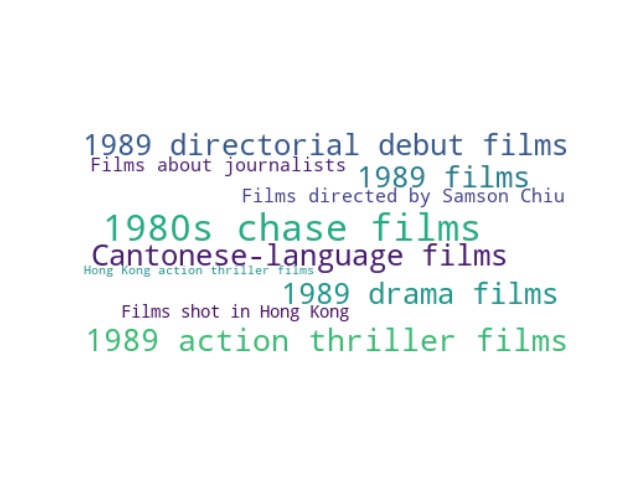 1989 directorial debut films
Films about journalists
1989 films
Films directed by Samson Chiu
1980s chase films
Cantonese-language films
Hong Kong action thriller films
1989 drama films
Films shot in Hong Kong
1989 action thriller films